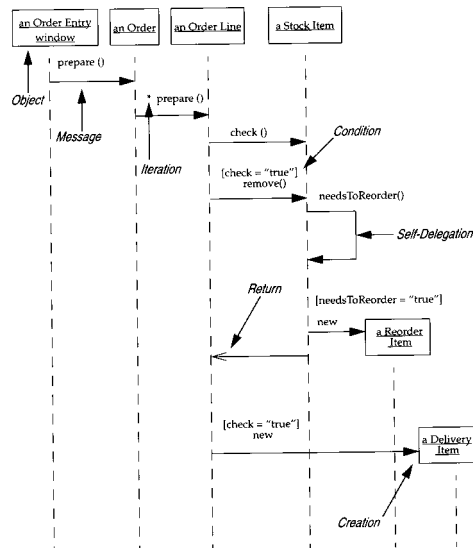 an Order Entry
window
an Order
an Order Line
a Stock Item
prepare ()
Object
Message
* prepare ()
Iteration
check ()
Condition
[check = "true"]
remove()
needsToReorder()
Self-Delegation
Return
[needsToReorder = "true"]
new
a Reorder
Item
[check = "true"]
new
a Delivery
Item
Creation